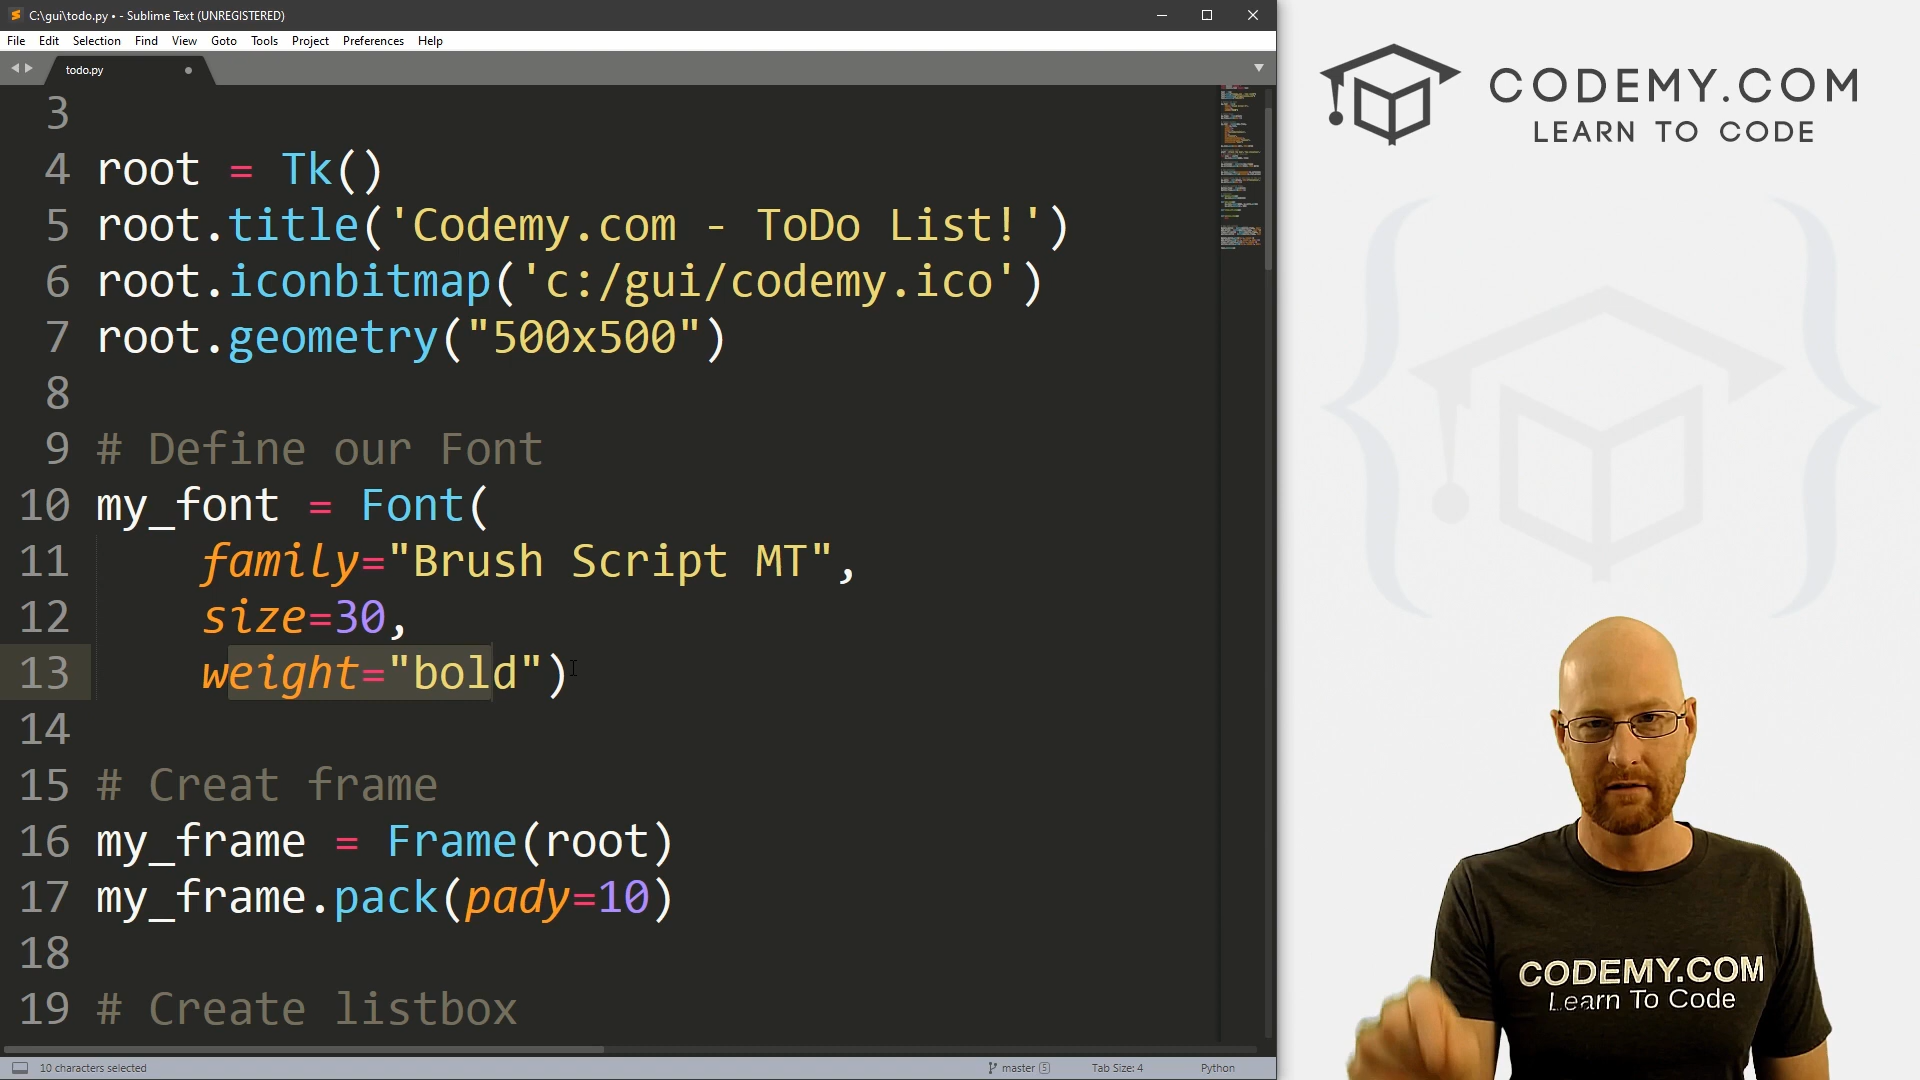 C:\gui\todo.py • - Sublime Text (UNREGISTERED)
File Edit Selection Find View Goto Tools Project Preferences Help
todo.py
3
4 root = Tk()
5 root.title('Codemy.com - ToDo List!')
6 root.iconbitmap('c:/gui/codemy.ico')
7 root.geometry("500x500")
8
9 # Define our Font
10 my_font = Font(
11 family="Brush Script MT",
12 size=30,
13 weight="bold")
14
15 # Creat frame
16 my_frame = Frame(root)
17 my_frame.pack(pady=10)
18
19 # Create listbox
10 characters selected
master 5
Tab Size: 4
Python
CODEMY.COM
LEARN TO CODE
CODEMY.COM
Learn To Code